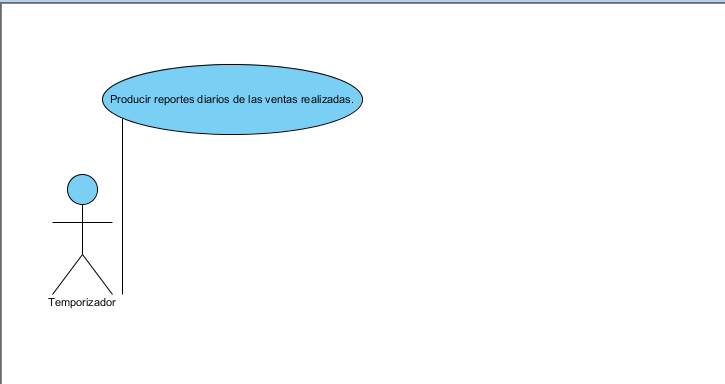 Producir reportes diarios de las ventas realizadas.
Temporizador